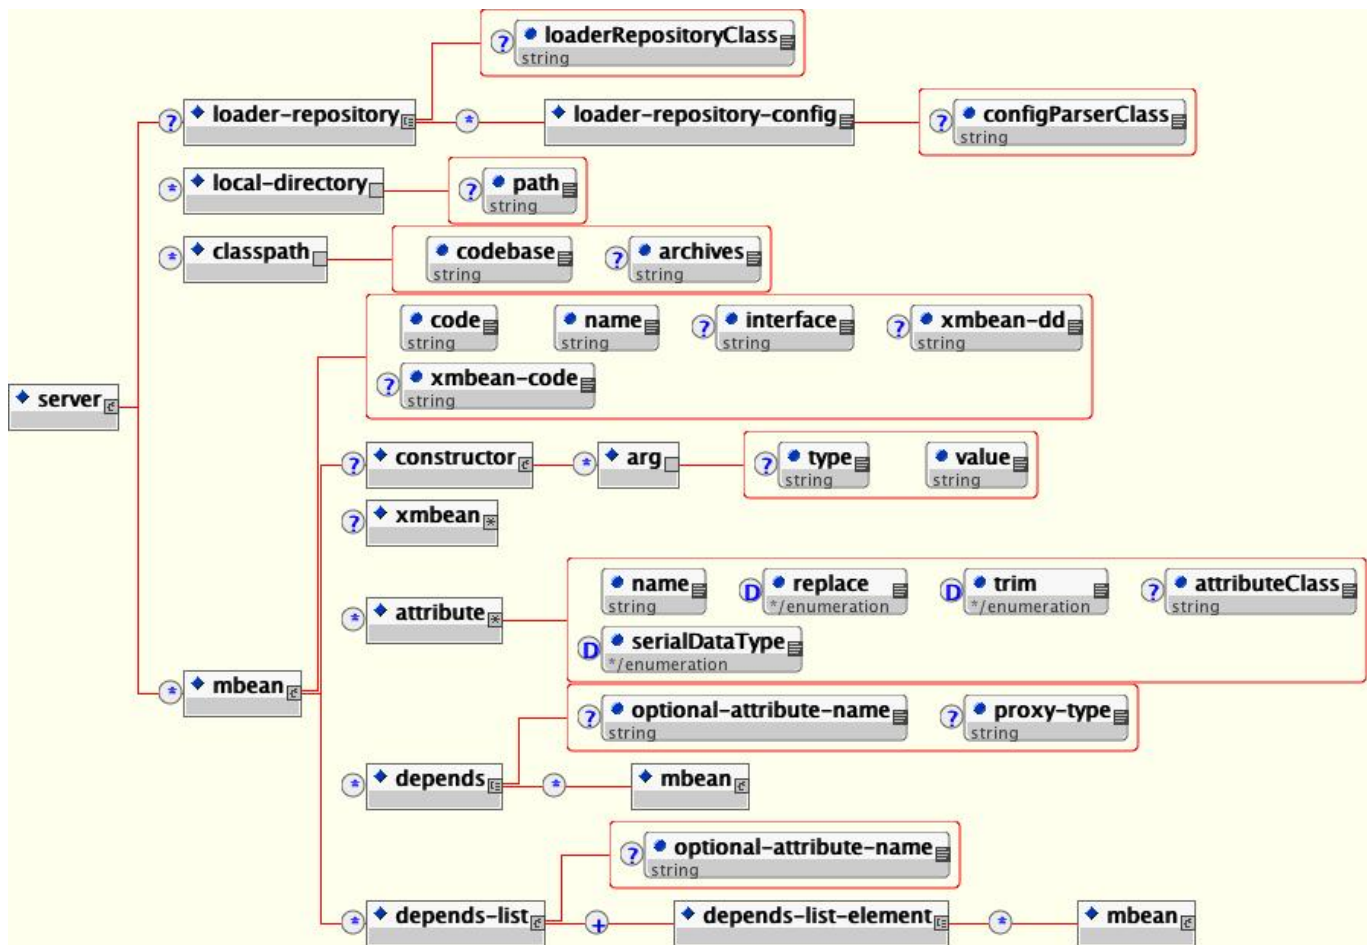 ? loaderRepositoryClass
string
? loader-repository * loader-repository-config ? configParserClass
string
* local-directory ? path
string
* classpath codebase ? archives
string string
code name ? interface ? xmbean-dd
string string string string
? xmbean-code
string
server
? constructor * arg ? type value
string string
? xmbean
name D replace D trim ? attributeClass
string */enumeration */enumeration string
* attribute
D serialDataType
*/enumeration
* mbean
? optional-attribute-name ? proxy-type
string string
* depends * mbean
? optional-attribute-name
string
* depends-list + depends-list-element * mbean